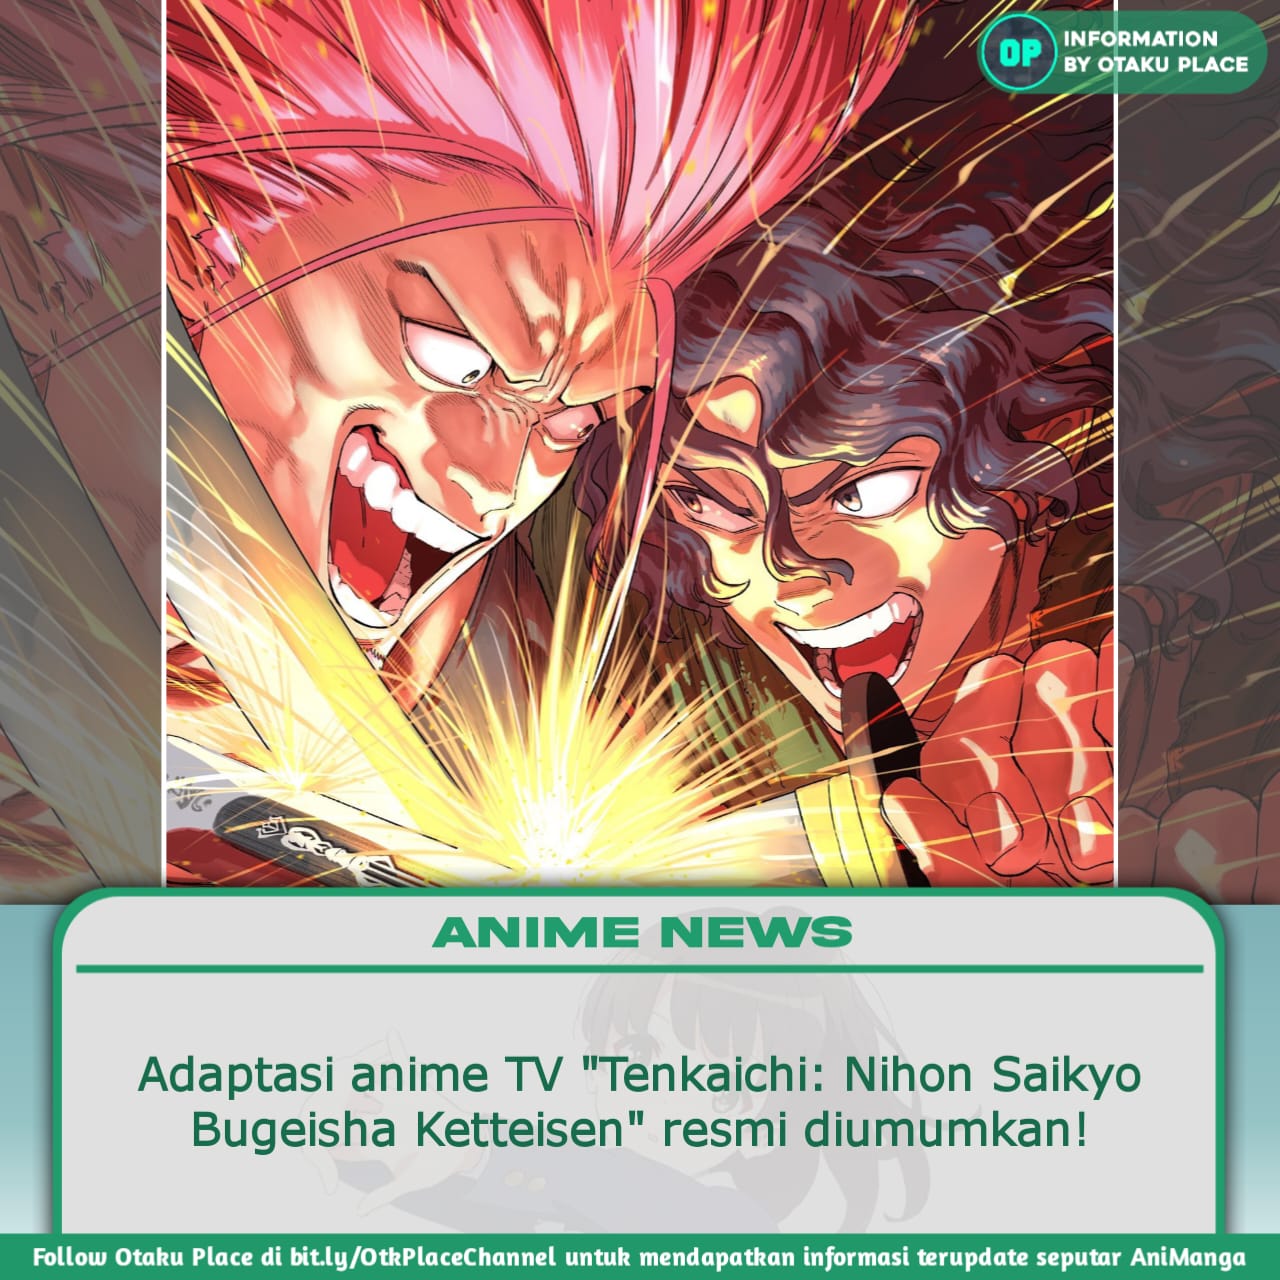 OP
INFORMATION
BY OTAKU PLACE
ANIME NEWS
Adaptasi anime TV "Tenkaichi: Nihon Saikyo
Bugeisha Ketteisen" resmi diumumkan!
Follow Otaku Place di bit.ly/OtkPlaceChannel untuk mendapatkan informasi terupdate seputar AniManga